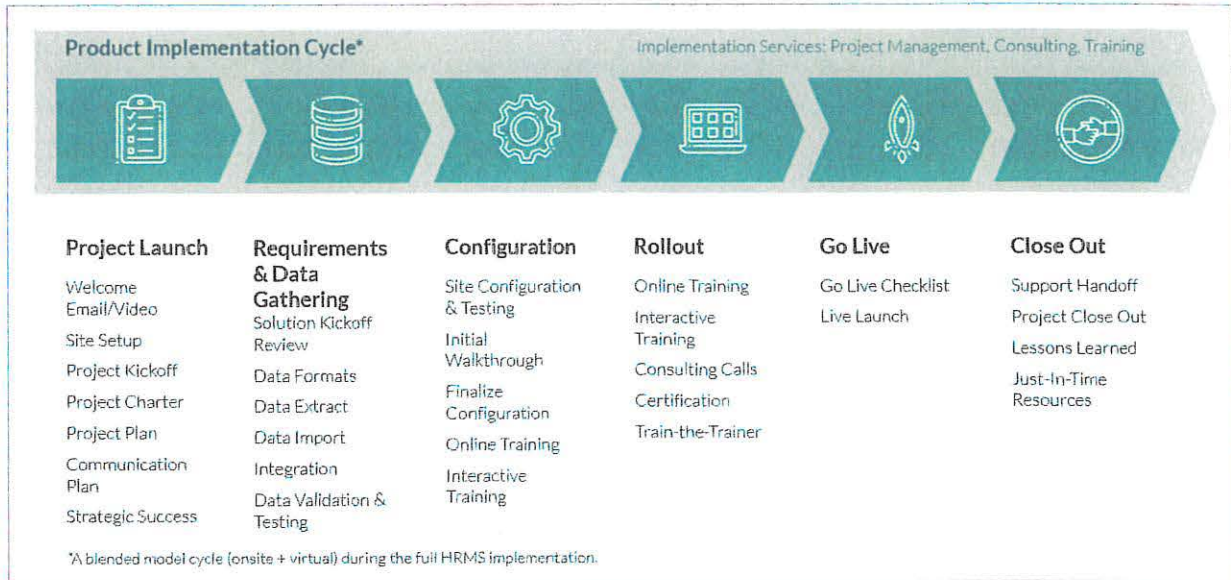 Product Implementation Cycle*
Implementation Services: Project Management, Consulting, Training
Project Launch
Welcome
Email/Video
Site Setup
Project Kickoff
Project Charter
Project Plan
Communication
Plan
Strategic Success
Requirements
& Data
Gathering
Solution Kickoff
Review
Data Formats
Data Extract
Data Import
Integration
Data Validation &
Testing
Configuration
Site Configuration
& Testing
Initial
Walkthrough
Finalize
Configuration
Online Training
Interactive
Training
Rollout
Online Training
Interactive
Training
Consulting Calls
Certification
Train-the-Trainer
Go Live
Go Live Checklist
Live Launch
Close Out
Support Handoff
Project Close Out
Lessons Learned
Just-In-Time
Resources
*A blended model cycle (onsite + virtual) during the full HRMS implementation.